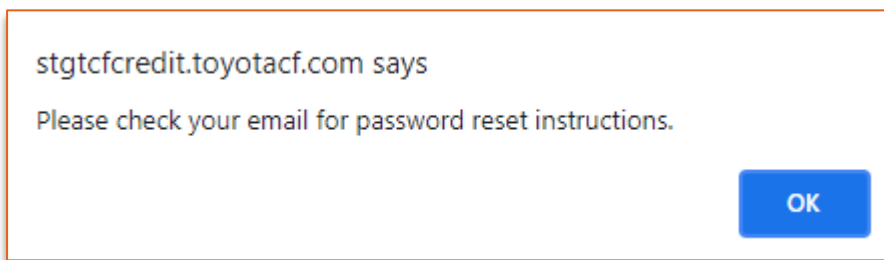 stgtcfcredit.toyotacf.com says
Please check your email for password reset instructions.
OK